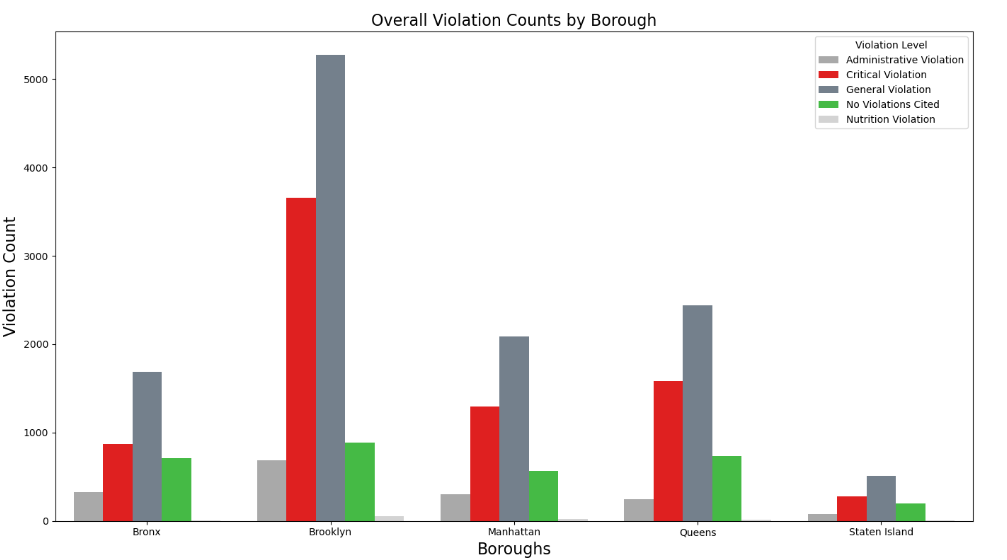 Overall Violation Counts by Borough
Violation Level
Administrative Violation
Critical Violation
General Violation
No Violations Cited
Nutrition Violation
Violation Count
5000
4000
3000
2000
1000
0
Bronx
Brooklyn
Manhattan
Queens
Staten Island
Boroughs